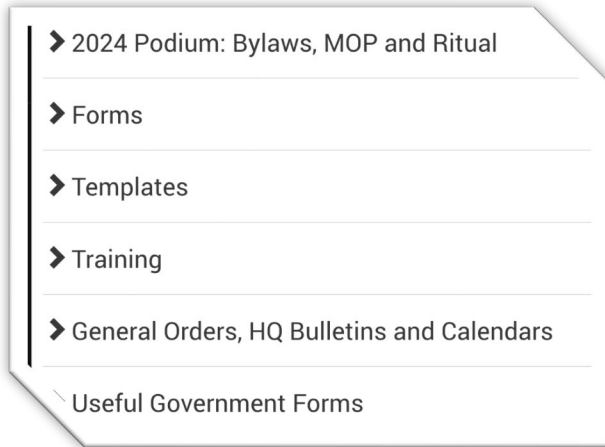 2024 Podium: Bylaws, MOP and Ritual
Forms
Templates
Training
General Orders, HQ Bulletins and Calendars
Useful Government Forms